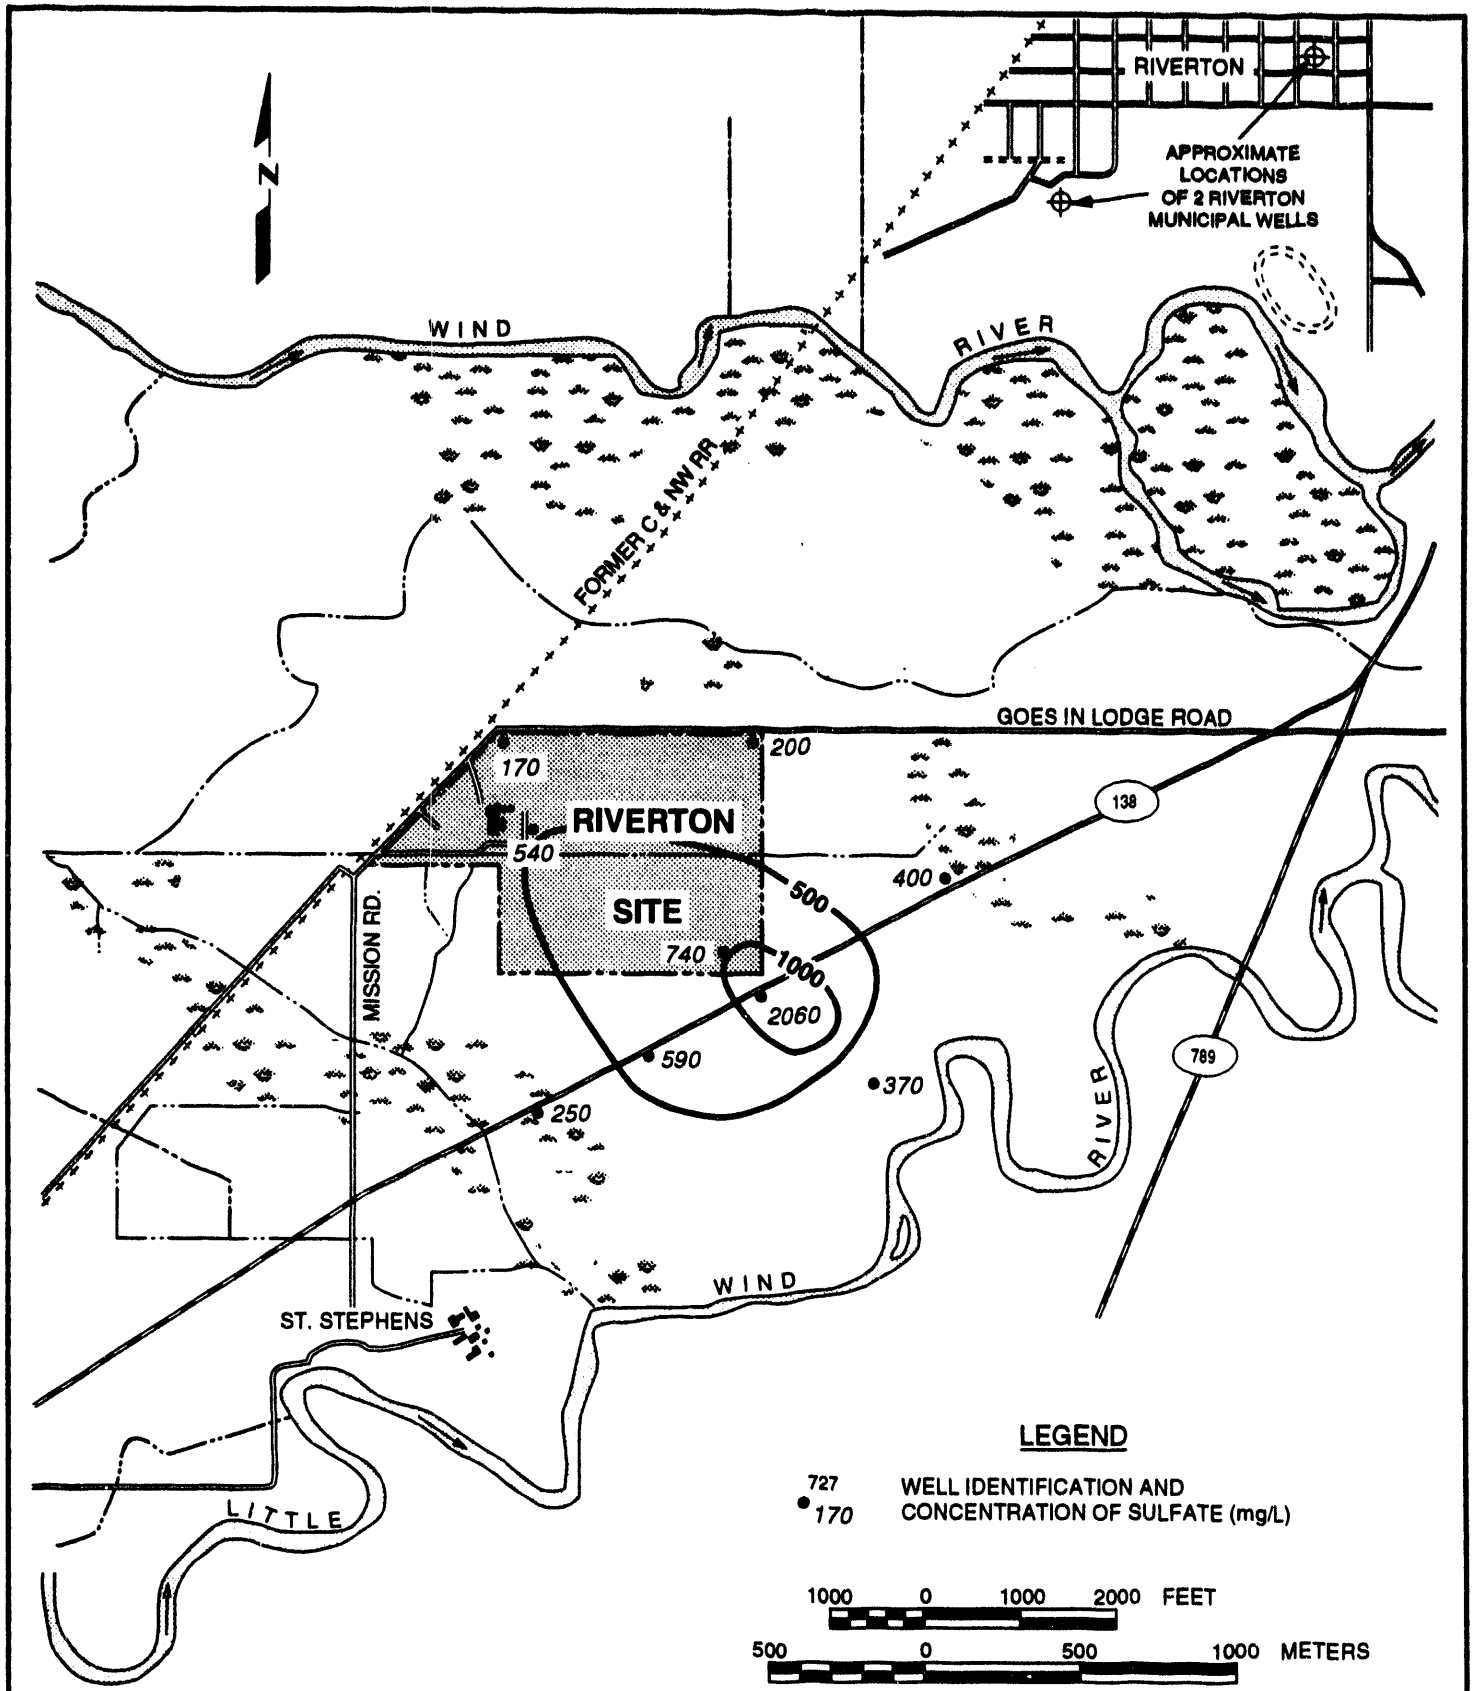 RIVERTON
APPROXIMATE
LOCATIONS
OF 2 RIVERTON
MUNICIPAL WELLS
N
WIND
RIVER
FORMER C & NW RR
GOES IN LODGE ROAD
170
200
138
RIVERTON
540
400
500
SITE
740
1000
MISSION RD.
2060
590
789
370
250
RIVER
WIND
ST. STEPHENS
LITTLE
LEGEND
727
170
WELL IDENTIFICATION AND
CONCENTRATION OF SULFATE (mg/L)
1000 0 1000 2000 FEET
500 0 500 1000 METERS